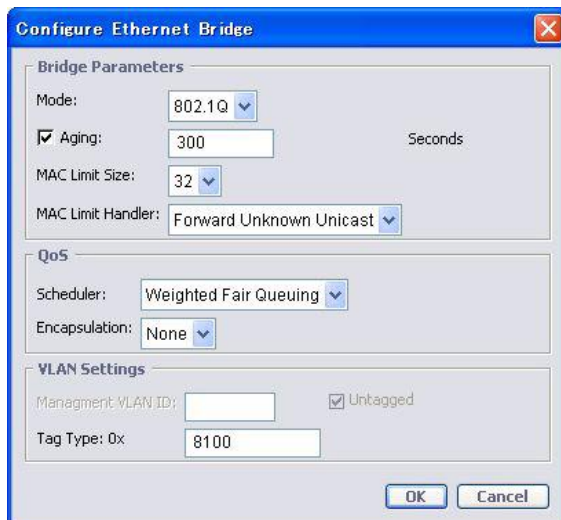 Configure Ethernet Bridge
Bridge Parameters
Mode: 802.1Q
Aging: 300 Seconds
MAC Limit Size: 32
MAC Limit Handler: Forward Unknown Unicast
QoS
Scheduler: Weighted Fair Queuing
Encapsulation: None
VLAN Settings
Managment VLAN ID: Untagged
Tag Type: 0x 8100
OK Cancel